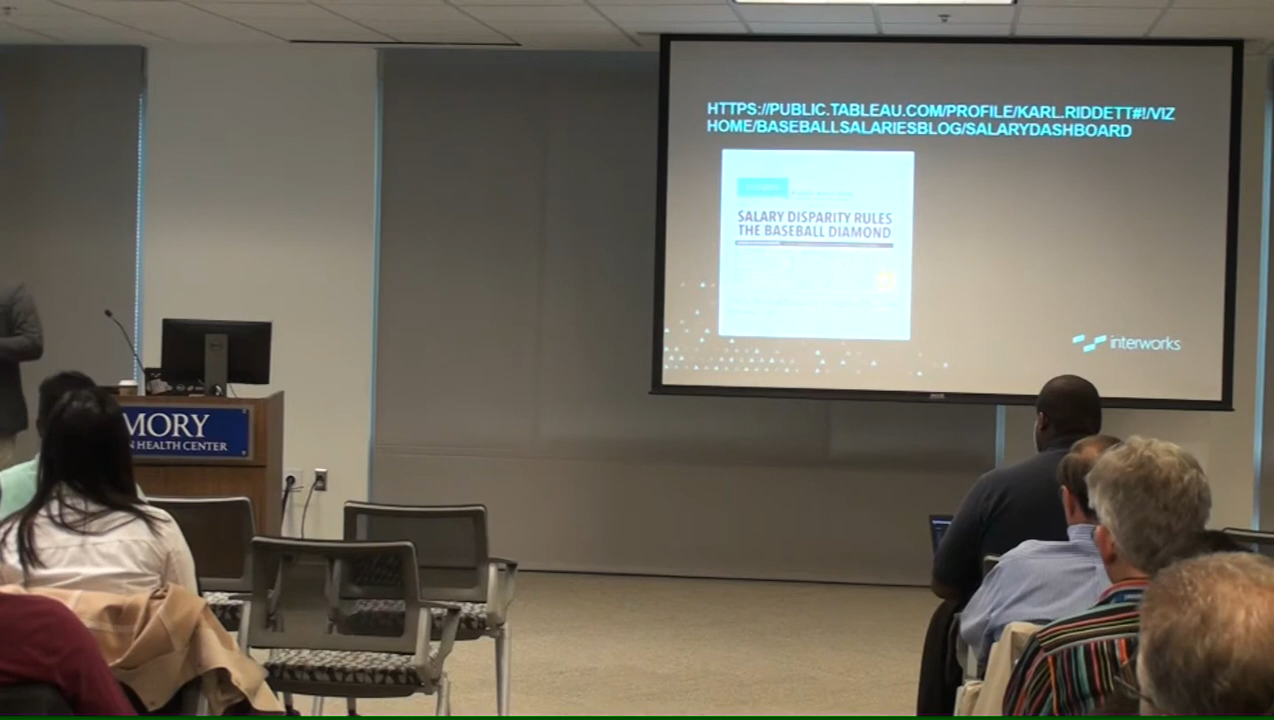 HTTPS://PUBLIC.TABLEAU.COM/PROFILE/KARL.RIDDETT#!/VIZ
HOME/BASEBALLSALARIESBLOG/SALARYDASHBOARD
SALARY DISPARITY RULES
THE BASEBALL DIAMOND
interworks
MORY
N HEALTH CENTER